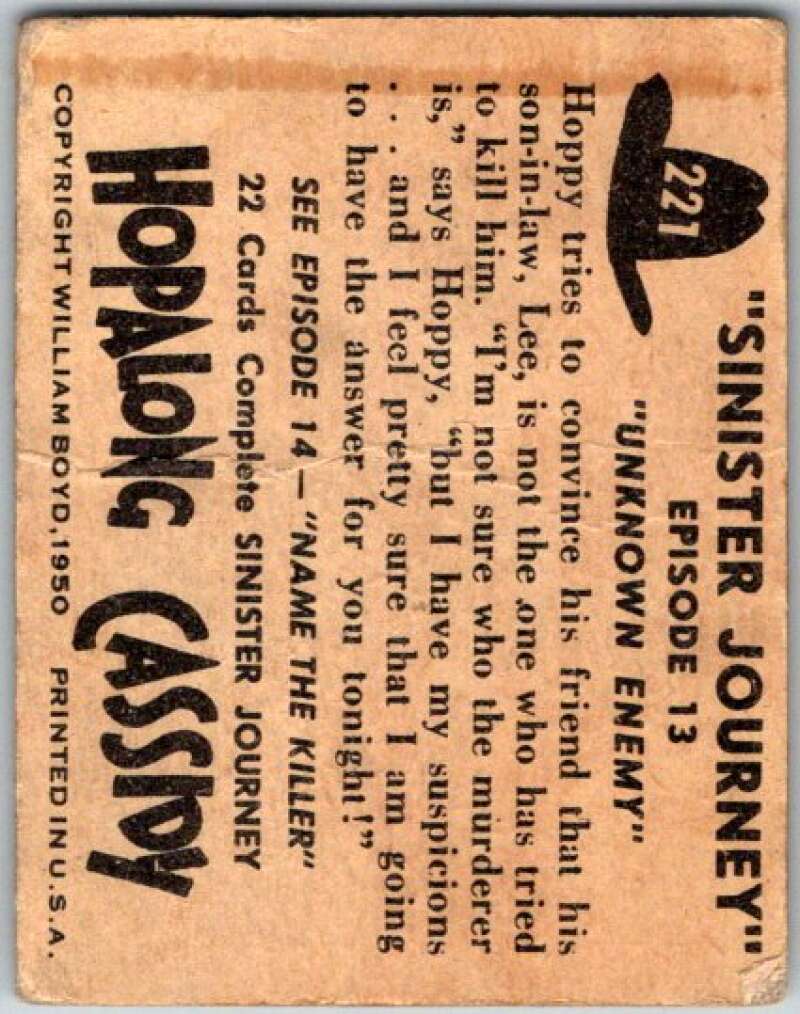 "SINISTER JOURNEY"
221
EPISODE 13
"UNKNOWN ENEMY"
Hoppy tries to convince his friend that his
son-in-law, Lee, is not the one who has tried
to kill him. "I'm not sure who the murderer
is," says Hoppy, "but I have my suspicions
. . . and I feel pretty sure that I am going
to have the answer for you tonight!"
SEE EPISODE 14 — "NAME THE KILLER"
22 Cards Complete SINISTER JOURNEY
HOPALONG CASSIDY
COPYRIGHT WILLIAM BOYD, 1950 PRINTED IN U.S.A.